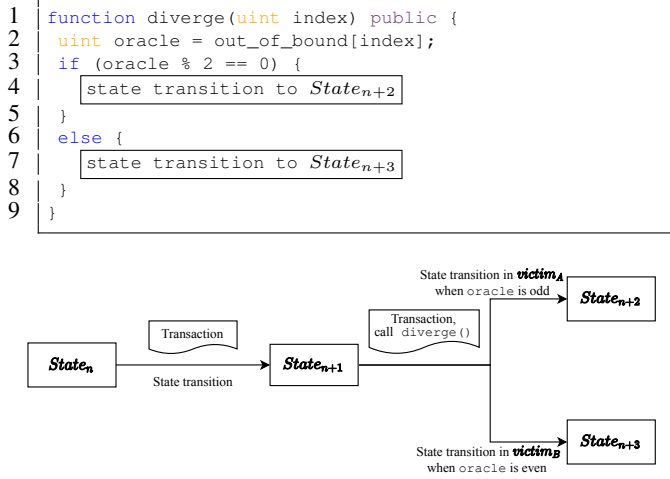 1 function diverge(uint index) public {
2 uint oracle = out_of_bound[index];
3 if (oracle % 2 == 0) {
4 state transition to State_{n+2}
5 }
6 else {
7 state transition to State_{n+3}
8 }
9 }
State transition in victim_A
when oracle is odd
State_{n+2}
Transaction
Transaction,
call diverge()
State_n
State transition
State_{n+1}
State transition in victim_B
when oracle is even
State_{n+3}